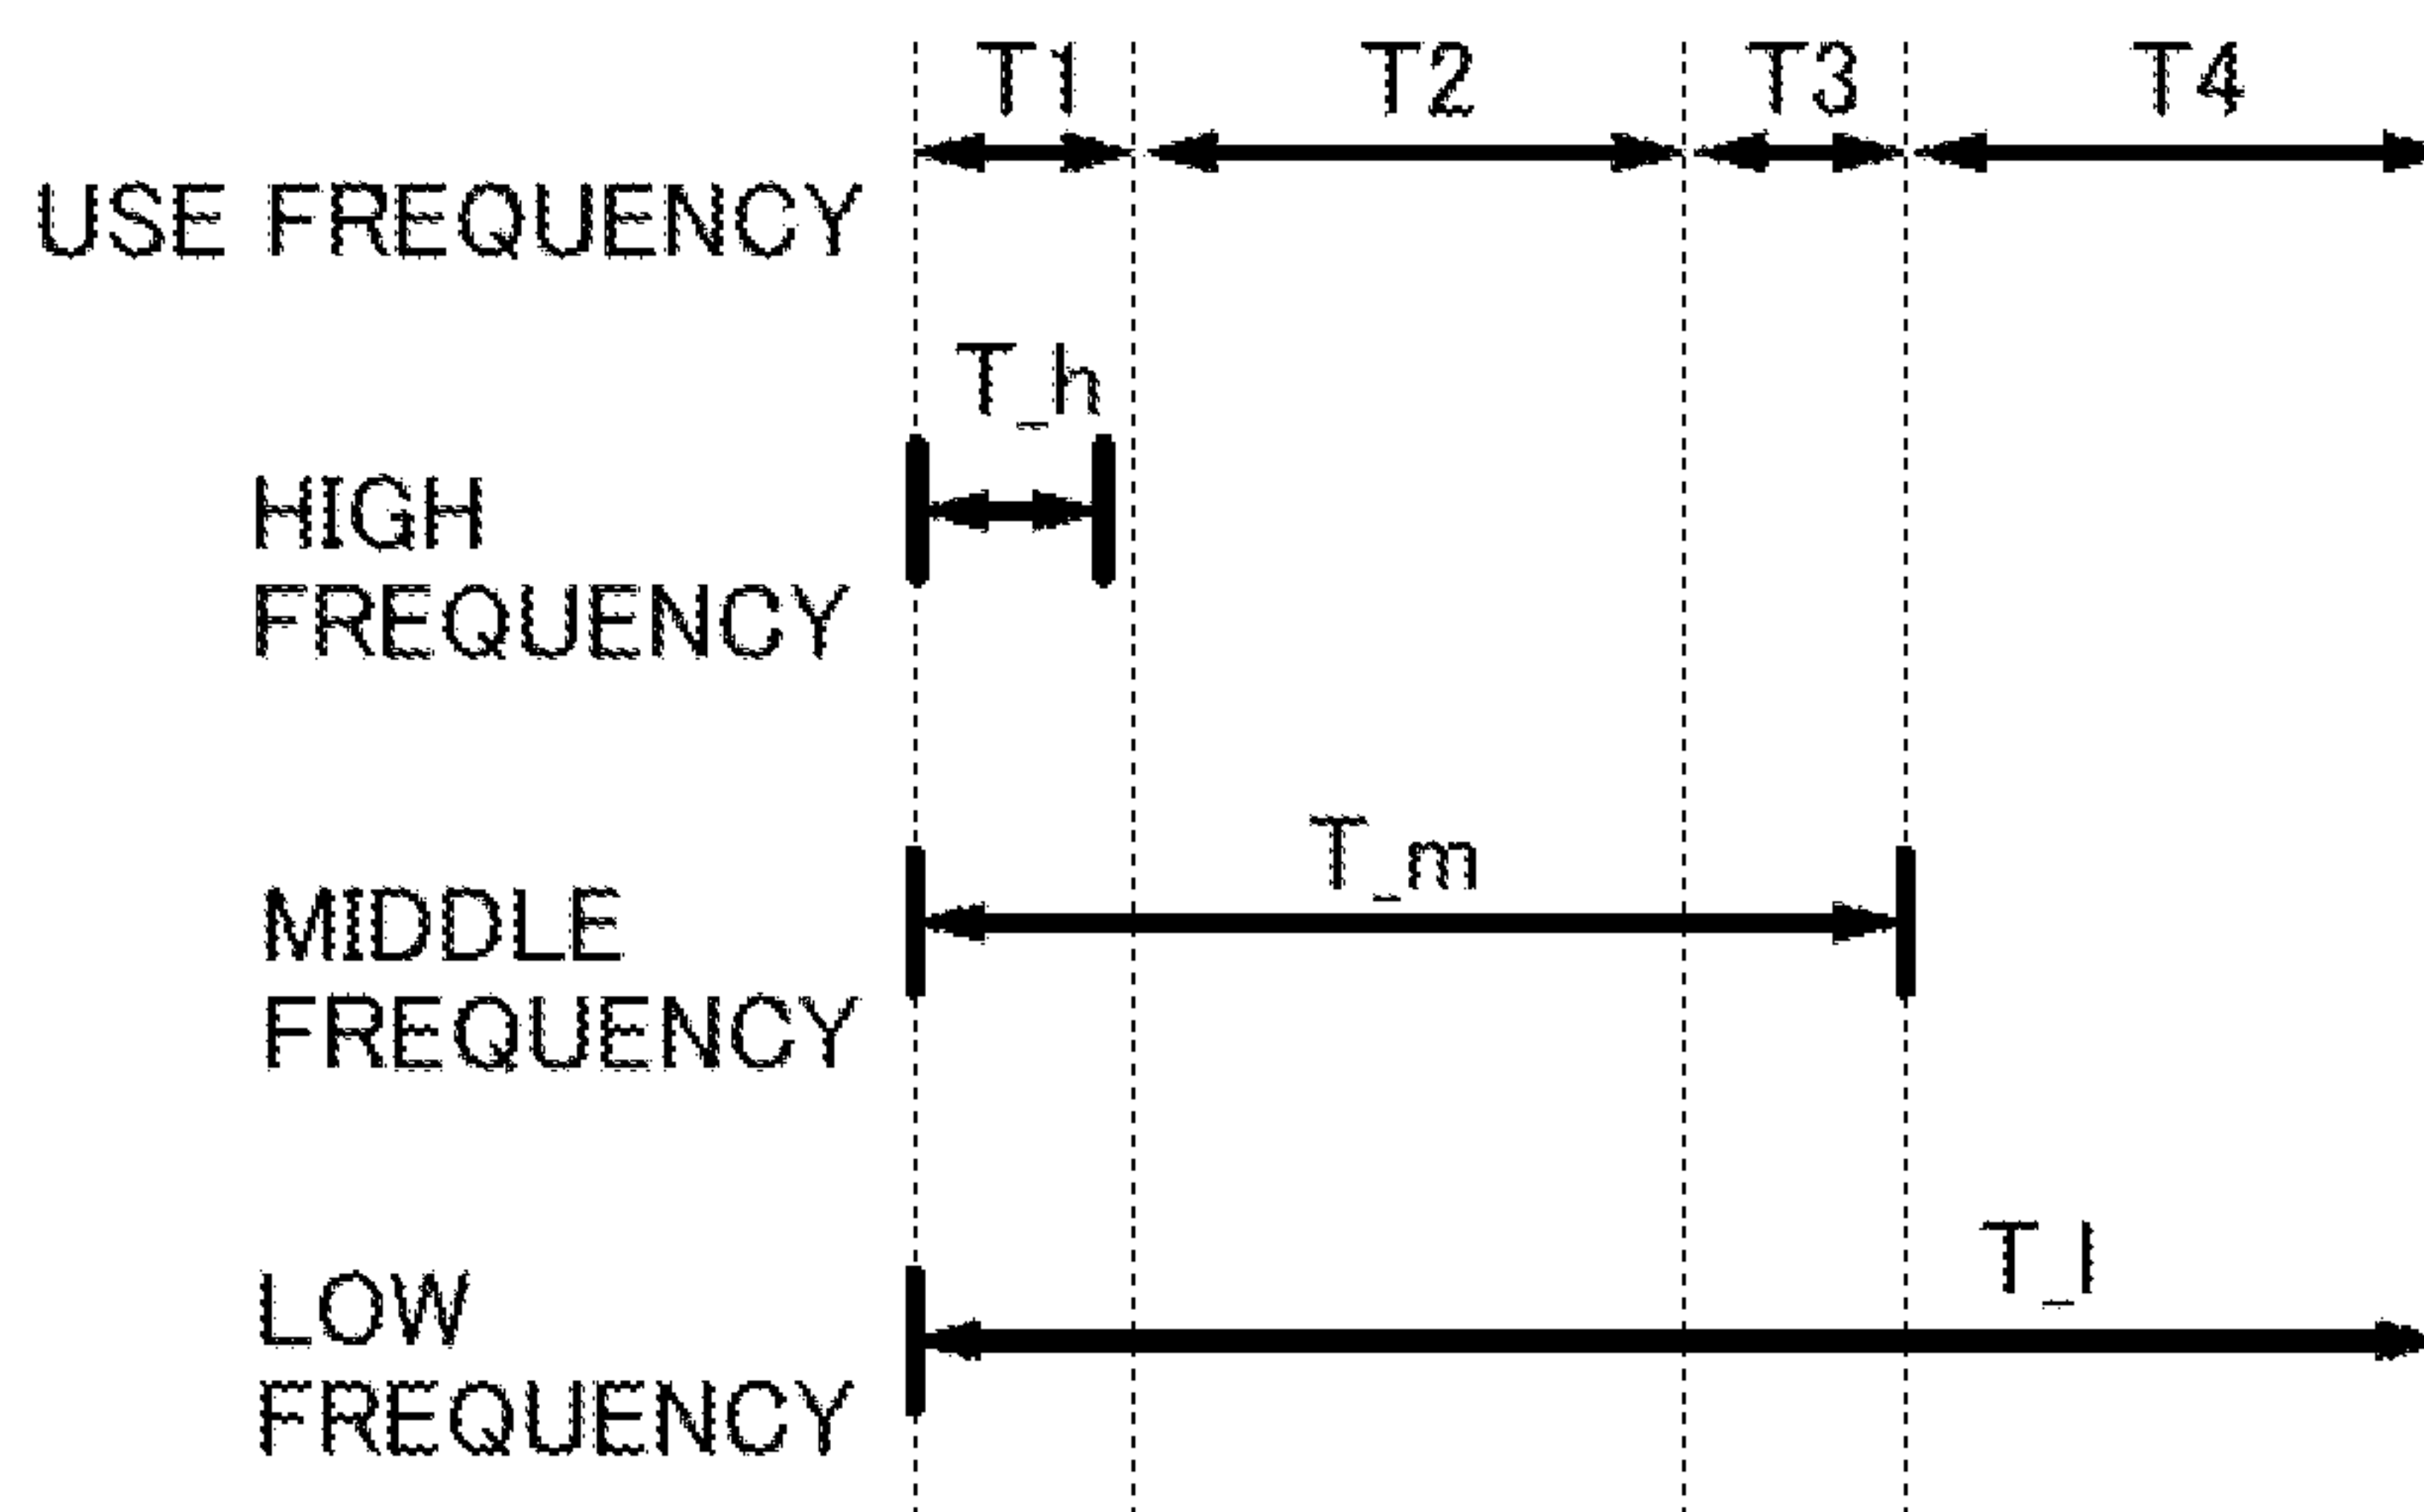 T1 T2 T3 T4
USE FREQUENCY
T_h
HIGH
FREQUENCY
T_m
MIDDLE
FREQUENCY
T_l
LOW
FREQUENCY